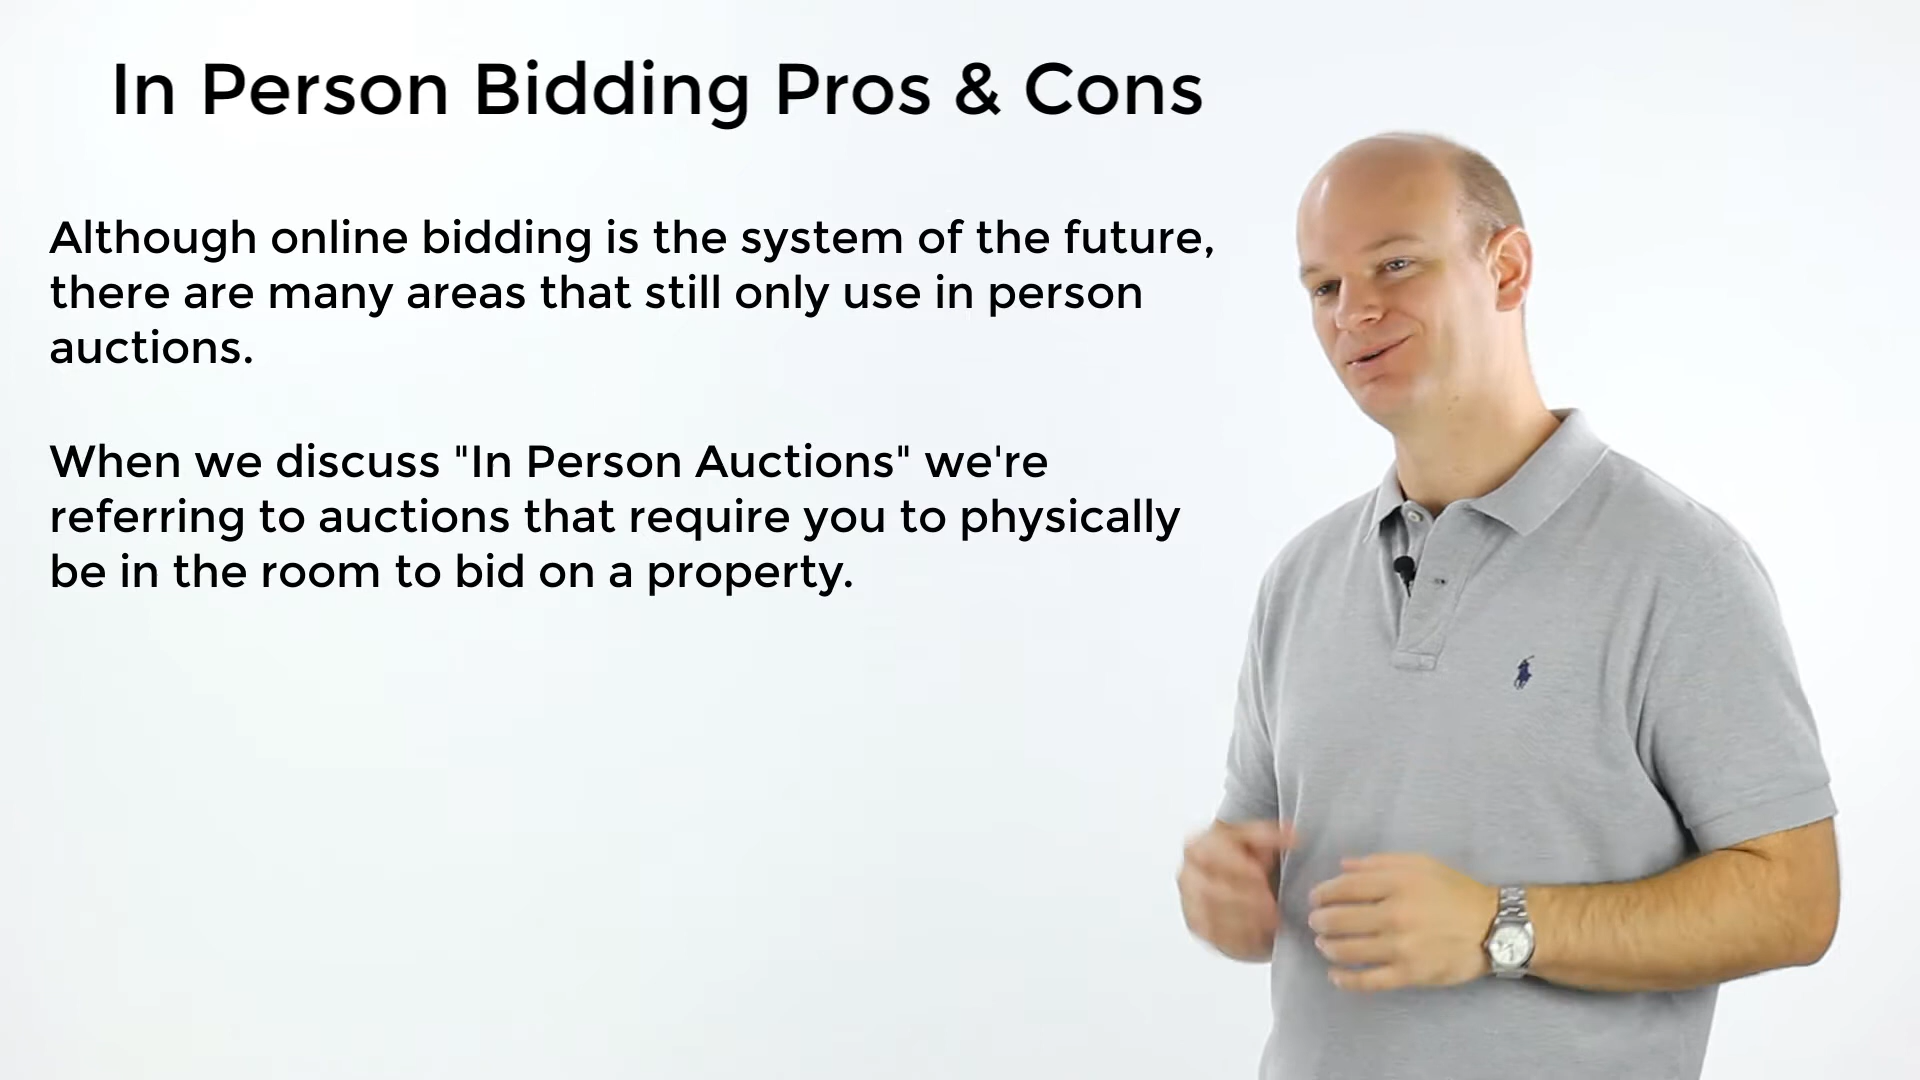 In Person Bidding Pros & Cons
Although online bidding is the system of the future,
there are many areas that still only use in person
auctions.
When we discuss "In Person Auctions" we're
referring to auctions that require you to physically
be in the room to bid on a property.